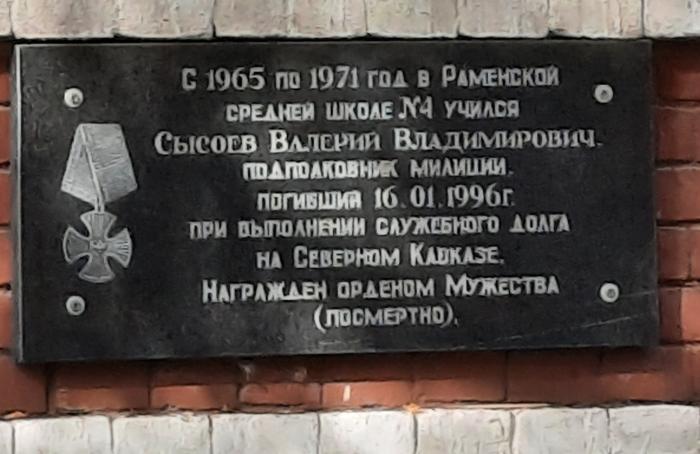 С 1965 по 1971 год в Раменской
средней школе №4 учился
Сысоев Валерий Владимирович.
подполковник милиции,
погибший 16.01.1996г.
при выполнении служебного долга
на Северном Кавказе.
Награжден орденом Мужества
(посмертно).